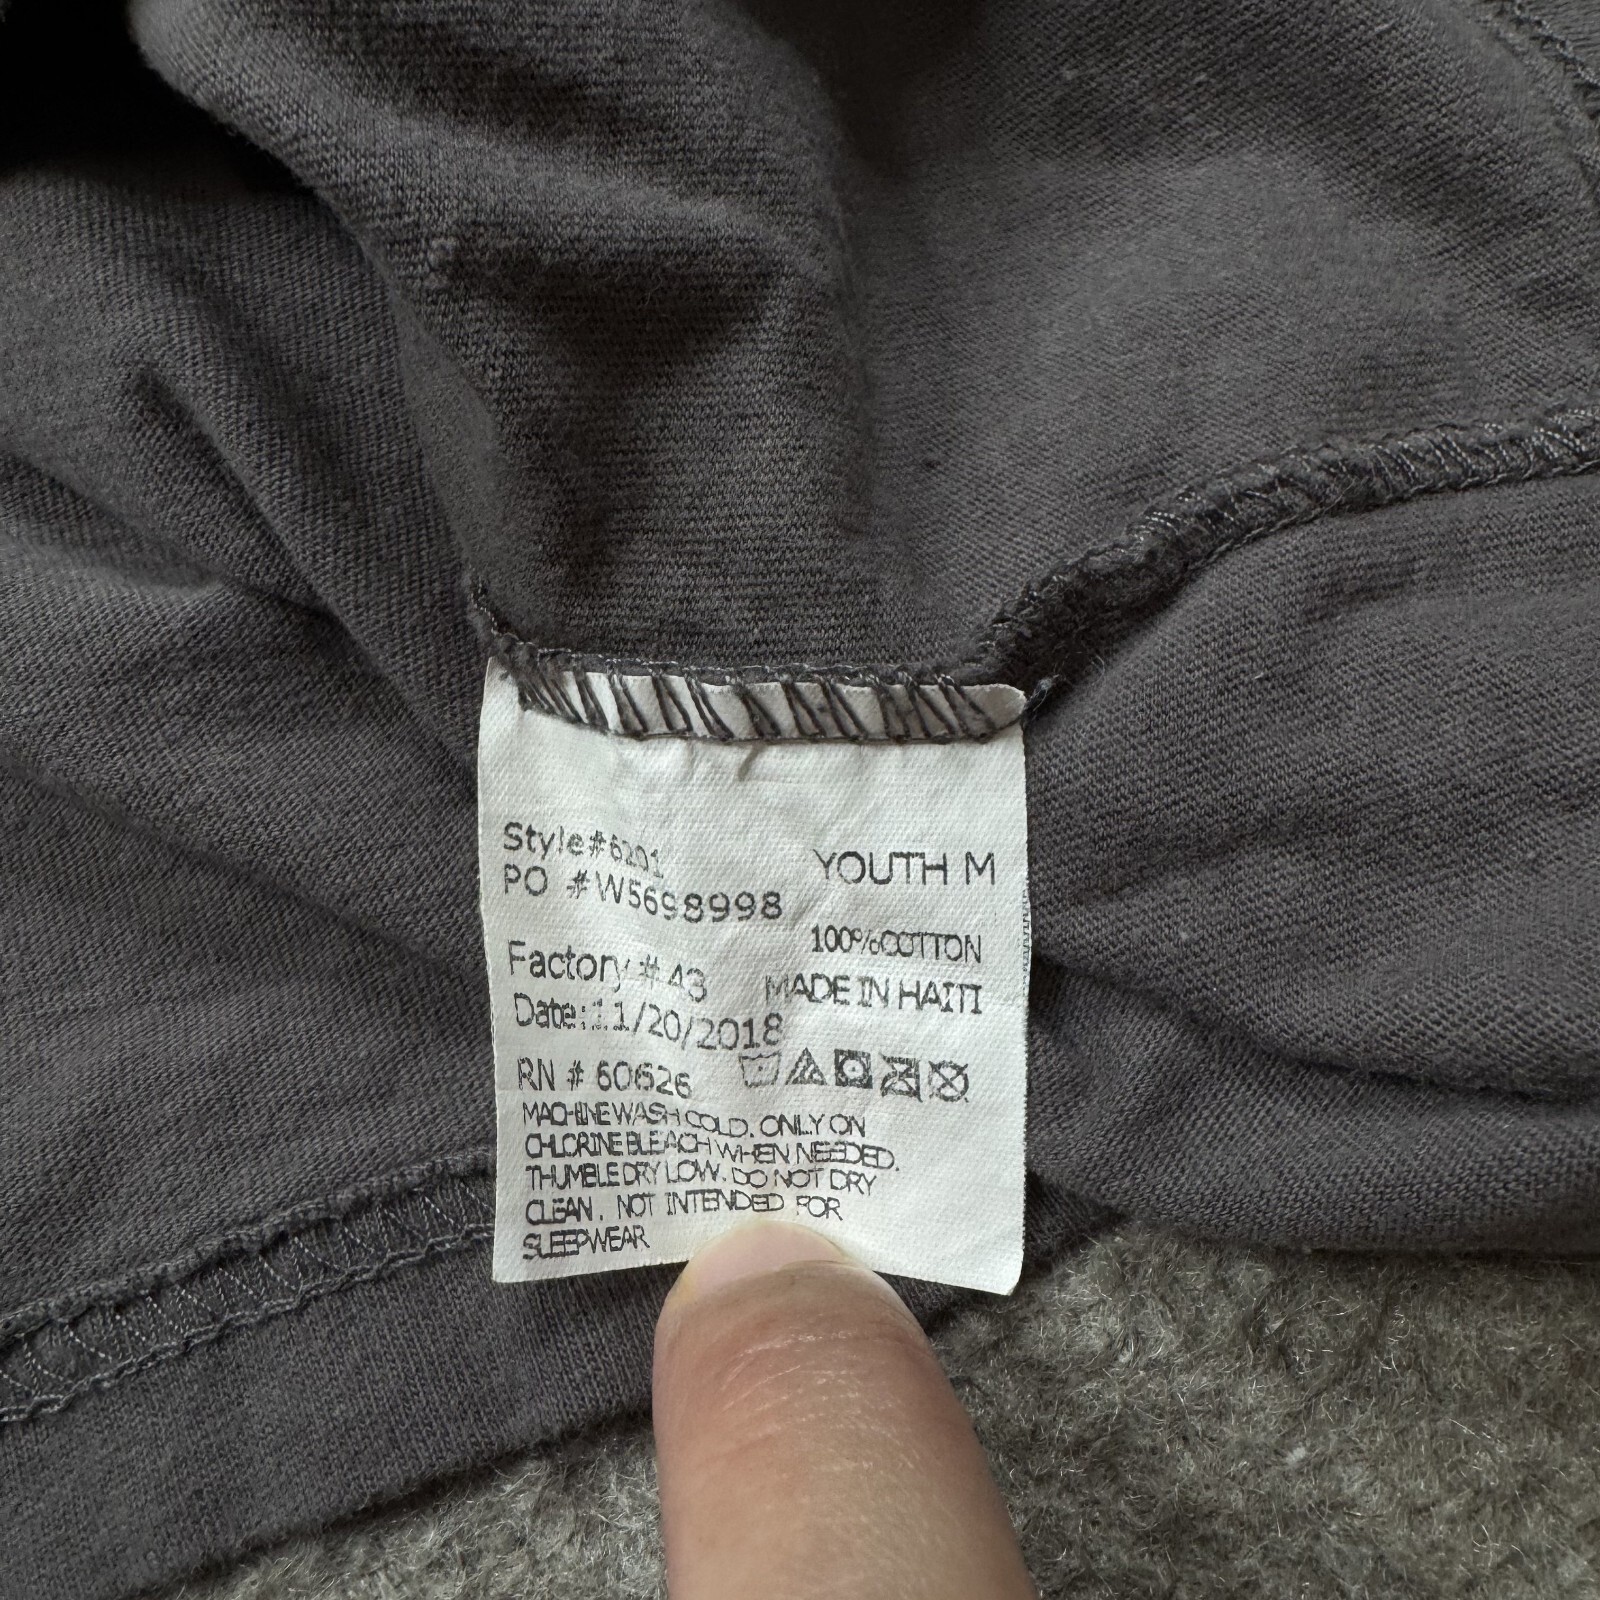 Style#6201
PO #W5698998
YOUTH M
100%COTTON
Factory # 43
MADE IN HAITI
Date:11/20/2018
RN # 60626
MACHINE WASH COLD. ONLY ON
CHLORINE BLEACH WHEN NEEDED.
THUMBLE DRY LOW. DO NOT DRY
CLEAN. NOT INTENDED FOR
SLEEPWEAR